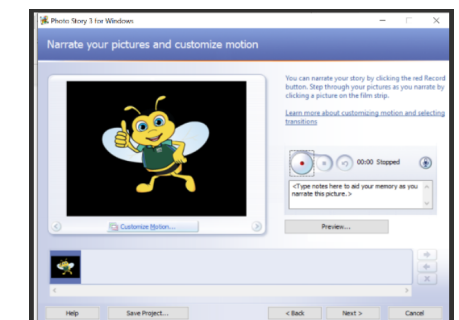 Photo Story 3 for Windows
Narrate your pictures and customize motion
You can narrate your story by clicking the red Record
button. Step through your pictures as you narrate by
clicking a picture on the film strip.
Learn more about customizing motion and selecting
transitions
00:00 Stopped
<Type notes here to aid your memory as you
narrate this picture.>
Customize Motion...
Preview...
Help
Save Project...
< Back
Next >
Cancel